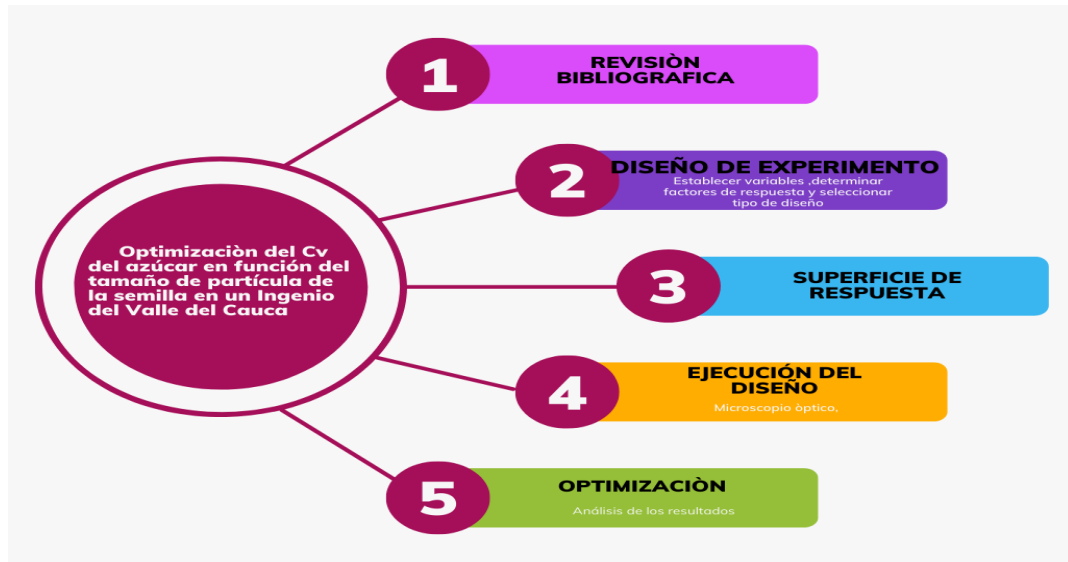 Optimizaciòn del Cv
del azúcar en función del
tamaño de partícula de
la semilla en un Ingenio
del Valle del Cauca
1
REVISIÒN
BIBLIOGRAFICA
2
DISEÑO DE EXPERIMENTO
Establecer variables ,determinar
factores de respuesta y seleccionar
tipo de diseño
3
SUPERFICIE DE
RESPUESTA
4
EJECUCIÓN DEL
DISEÑO
Microscopio òptico,
5
OPTIMIZACIÒN
Análisis de los resultados